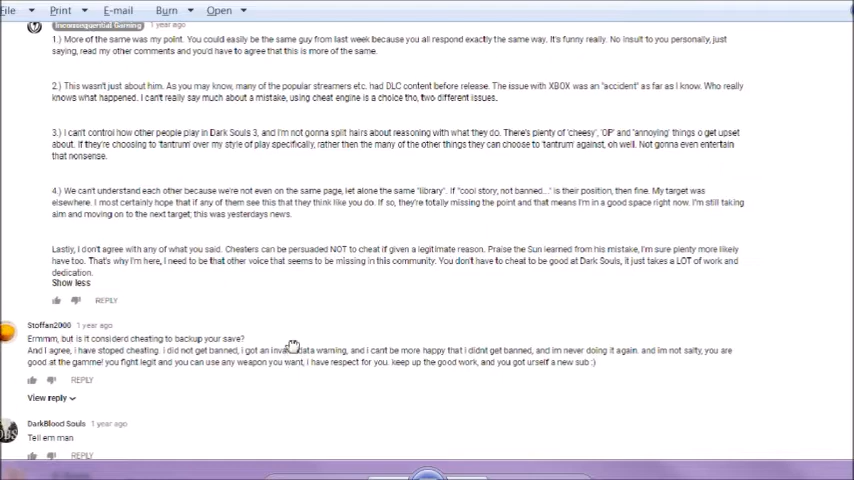 File Print E-mail Burn Open
Inconsequential Gaming 1 year ago
1.) More of the same was my point. You could easily be the same guy from last week because you all respond exactly the same way. It's funny really. No Insult to you personally, just
saying, read my other comments and you'd have to agree that this is more of the same.
2.) This wasn't just about him. As you may know, many of the popular streamers etc. had DLC content before release. The issue with XBOX was an "accident" as far as I know. Who really
knows what happened. I can't really say much about a mistake, using cheat engine is a choice tho, two different issues.
3.) I can't control how other people play in Dark Souls 3, and I'm not gonna split hairs about reasoning with what they do. There's plenty of 'cheesy', 'OP' and 'annoying' things o get upset
about. If they're choosing to 'tantrum' over my style of play specifically, rather then the many of the other things they can choose to 'tantrum' against, oh well. Not gonna even entertain
that nonsense.
4.) We can't understand each other because we're not even on the same page, let alone the same "library". If "cool story, not banned..." is their position, then fine. My target was
elsewhere. I most certainly hope that if any of them see this that they think like you do. If so, they're totally missing the point and that means I'm in a good space right now. I'm still taking
aim and moving on to the next target; this was yesterdays news.
Lastly, I don't agree with any of what you said. Cheaters can be persuaded NOT to cheat if given a legitimate reason. Praise the Sun learned from his mistake, I'm sure plenty more likely
have too. That's why I'm here, I need to be that other voice that seems to be missing in this community. You don't have to cheat to be good at Dark Souls, it just takes a LOT of work and
dedication.
Show less
REPLY
Stoffan2000 1 year ago
Ermmm, but is it considerd cheating to backup your save?
And i agree, i have stoped cheating. i did not get banned, i got an data warning, and i cant be more happy that i didnt get banned, and im never doing it again. and im not salty, you are
good at the gamme! you fight legit and you can use any weapon you want, i have respect for you. keep up the good work, and you got urself a new sub :)
REPLY
View reply
DarkBlood Souls 1 year ago
Tell em man
REPLY